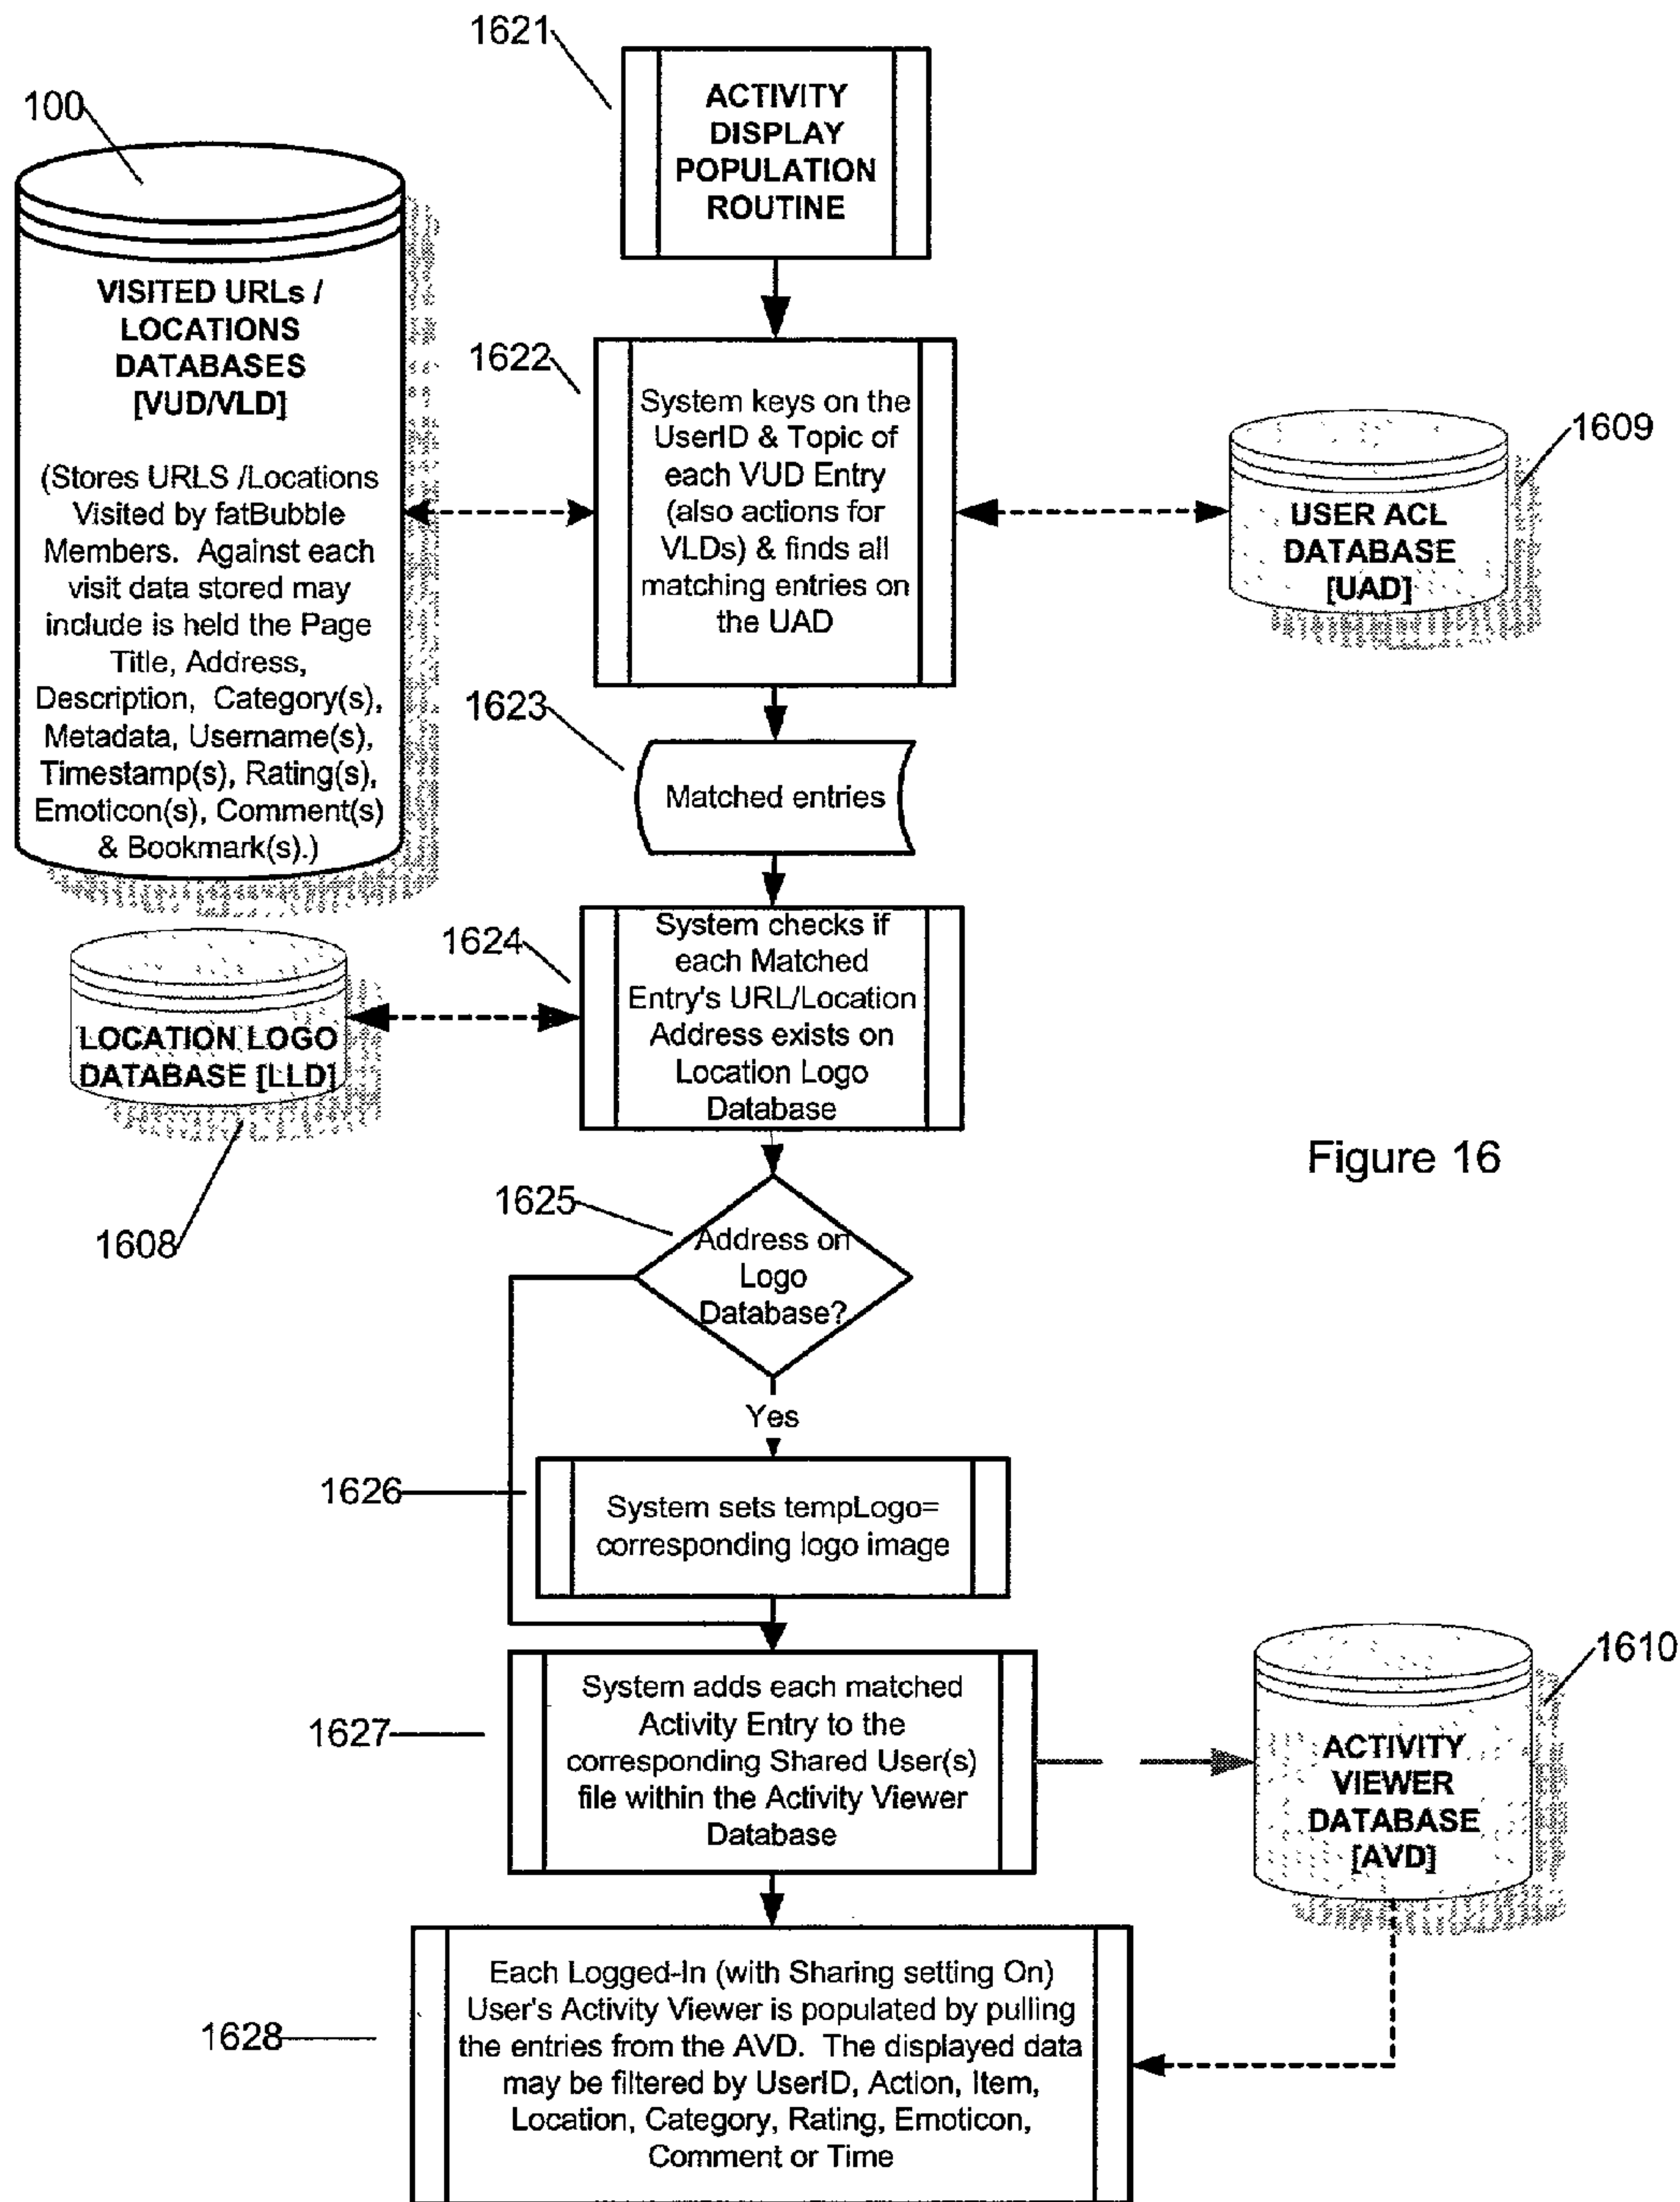 1621
ACTIVITY
DISPLAY
POPULATION
ROUTINE
100
VISITED URLs /
LOCATIONS
DATABASES
[VUD/VLD]
(Stores URLS /Locations
Visited by fatBubble
Members. Against each
visit data stored may
include is held the Page
Title, Address,
Description, Category(s),
Metadata, Username(s),
Timestamp(s), Rating(s),
Emoticon(s), Comment(s)
& Bookmark(s).)
1622
System keys on the
UserID & Topic of
each VUD Entry
(also actions for
VLDs) & finds all
matching entries on
the UAD
1609
USER ACL
DATABASE
[UAD]
1623
Matched entries
1624
System checks if
each Matched
Entry's URL/Location
Address exists on
Location Logo
Database
LOCATION LOGO
DATABASE [LLD]
1608
Figure 16
1625
Address on
Logo
Database?
Yes
1626
System sets tempLogo=
corresponding logo image
1627
System adds each matched
Activity Entry to the
corresponding Shared User(s)
file within the Activity Viewer
Database
1610
ACTIVITY
VIEWER
DATABASE
[AVD]
1628
Each Logged-In (with Sharing setting On)
User's Activity Viewer is populated by pulling
the entries from the AVD. The displayed data
may be filtered by UserID, Action, Item,
Location, Category, Rating, Emoticon,
Comment or Time